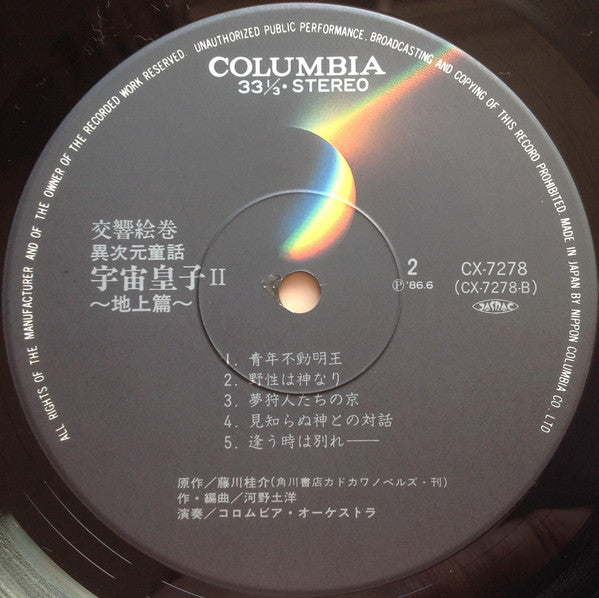 ALL RIGHTS OF THE MANUFACTURER AND OF THE OWNER OF THE RECORDED WORK RESERVED. UNAUTHORIZED PUBLIC PERFORMANCE, BROADCASTING AND COPYING OF THIS RECORD PROHIBITED
MADE IN JAPAN BY NIPPON COLUMBIA CO. LTD
COLUMBIA
33 1/3・STEREO
交響絵巻
異次元童話
宇宙皇子II
〜地上篇〜
2
Ⓟ'86.6
CX-7278
(CX-7278-B)
JASRAC
1. 青年不動明王
2. 野性は神なり
3. 夢狩人たちの京
4. 見知らぬ神との対話
5. 逢う時は別れ——
原作／藤川桂介(角川書店カドカワノベルズ・刊)
作・編曲／河野土洋
演奏／コロムビア・オーケストラ